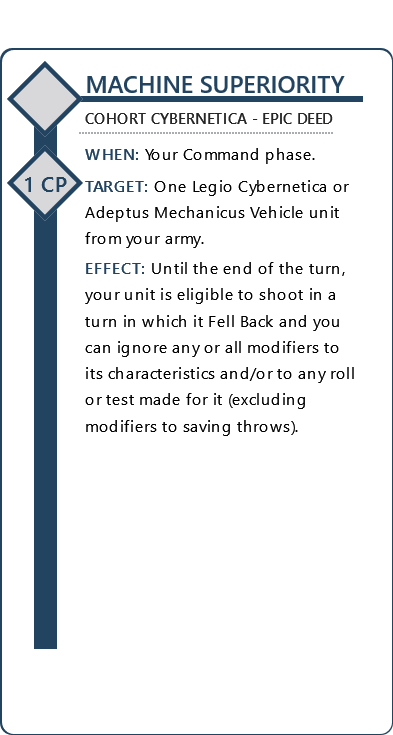 MACHINE SUPERIORITY
COHORT CYBERNETICA - EPIC DEED
WHEN: Your Command phase.
1 CP
TARGET: One Legio Cybernetica or
Adeptus Mechanicus Vehicle unit
from your army.
EFFECT: Until the end of the turn,
your unit is eligible to shoot in a
turn in which it Fell Back and you
can ignore any or all modifiers to
its characteristics and/or to any roll
or test made for it (excluding
modifiers to saving throws).